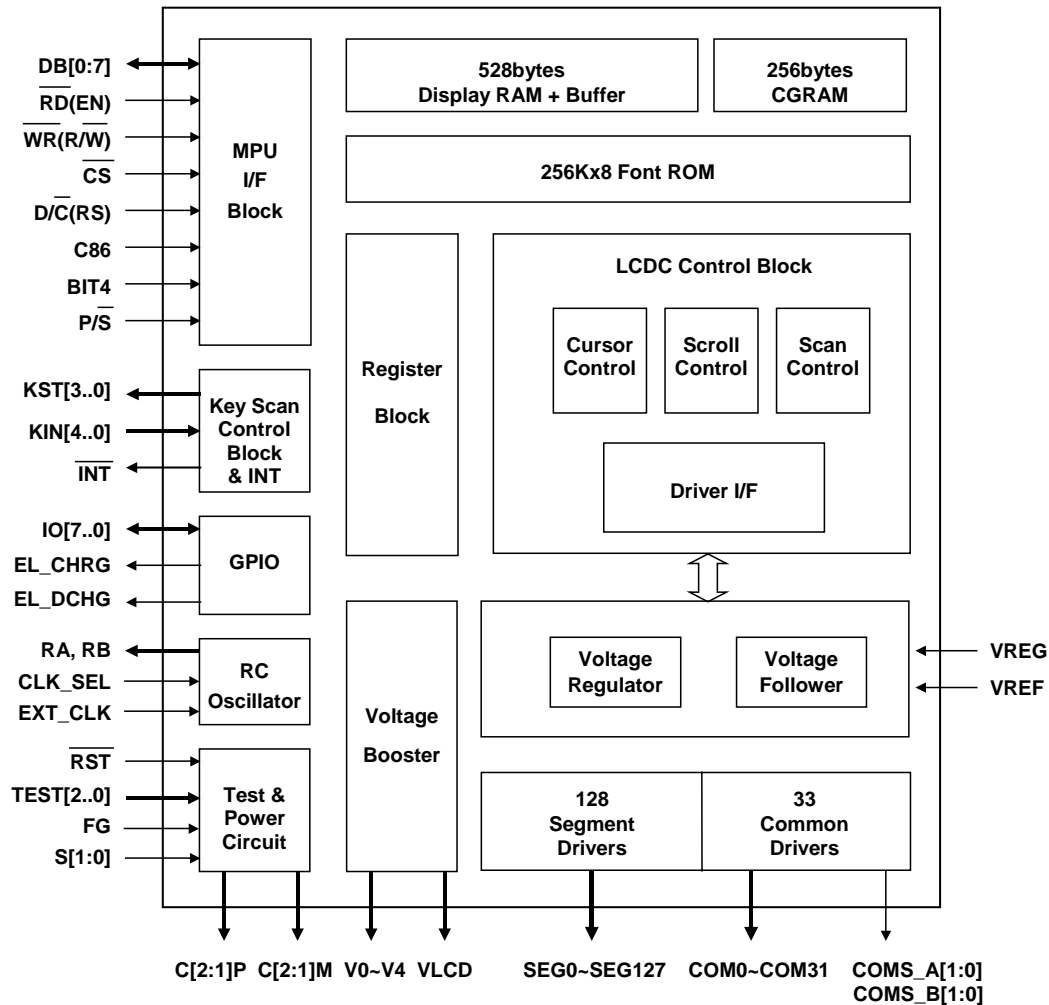 DB[0:7]
RD(EN)
WR(R/W)
CS
D/C(RS)
C86
BIT4
P/S
MPU
I/F
Block
528bytes
Display RAM + Buffer
256bytes
CGRAM
256Kx8 Font ROM
Register
Block
LCDC Control Block
Cursor
Control
Scroll
Control
Scan
Control
Driver I/F
KST[3..0]
KIN[4..0]
INT
Key Scan
Control
Block
& INT
IO[7..0]
EL_CHRG
EL_DCHG
GPIO
RA, RB
CLK_SEL
EXT_CLK
RC
Oscillator
Voltage
Booster
Voltage
Regulator
Voltage
Follower
VREG
VREF
RST
TEST[2..0]
FG
S[1:0]
Test &
Power
Circuit
128
Segment
Drivers
33
Common
Drivers
C[2:1]P
C[2:1]M
V0~V4
VLCD
SEG0~SEG127
COM0~COM31
COMS_A[1:0]
COMS_B[1:0]